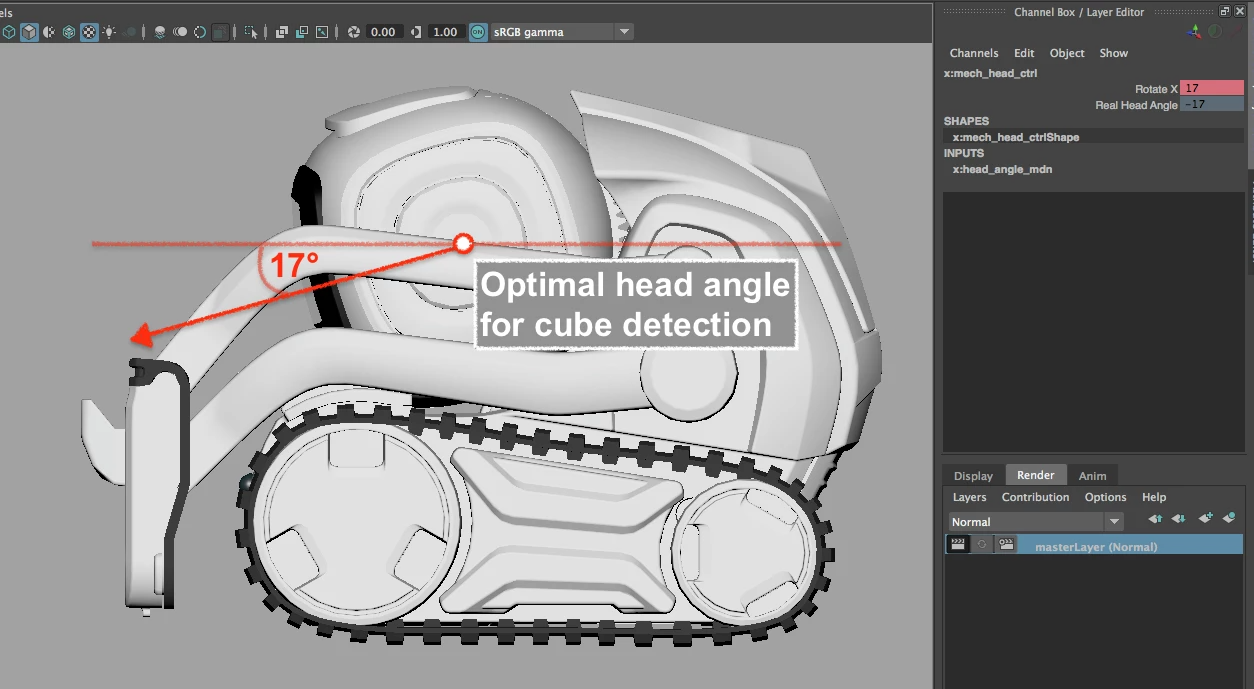 els
0.00
1.00
ON
sRGB gamma
17°
Optimal head angle
for cube detection
Channel Box / Layer Editor
Channels Edit Object Show
x:mech_head_ctrl
Rotate X 17
Real Head Angle -17
SHAPES
x:mech_head_ctrlShape
INPUTS
x:head_angle_mdn
Display Render Anim
Layers Contribution Options Help
Normal
masterLayer (Normal)